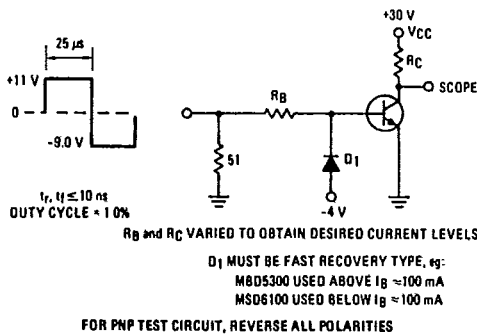 +30 V
VCC
25 µs
RC
+11 V
SCOPE
RB
0
51
D1
-9.0 V
-4 V
tr, tf ≤ 10 ns
DUTY CYCLE = 1.0%
RB and RC VARIED TO OBTAIN DESIRED CURRENT LEVELS
D1 MUST BE FAST RECOVERY TYPE, eg:
MBD5300 USED ABOVE IB ≈ 100 mA
MSD6100 USED BELOW IB ≈ 100 mA
FOR PNP TEST CIRCUIT, REVERSE ALL POLARITIES